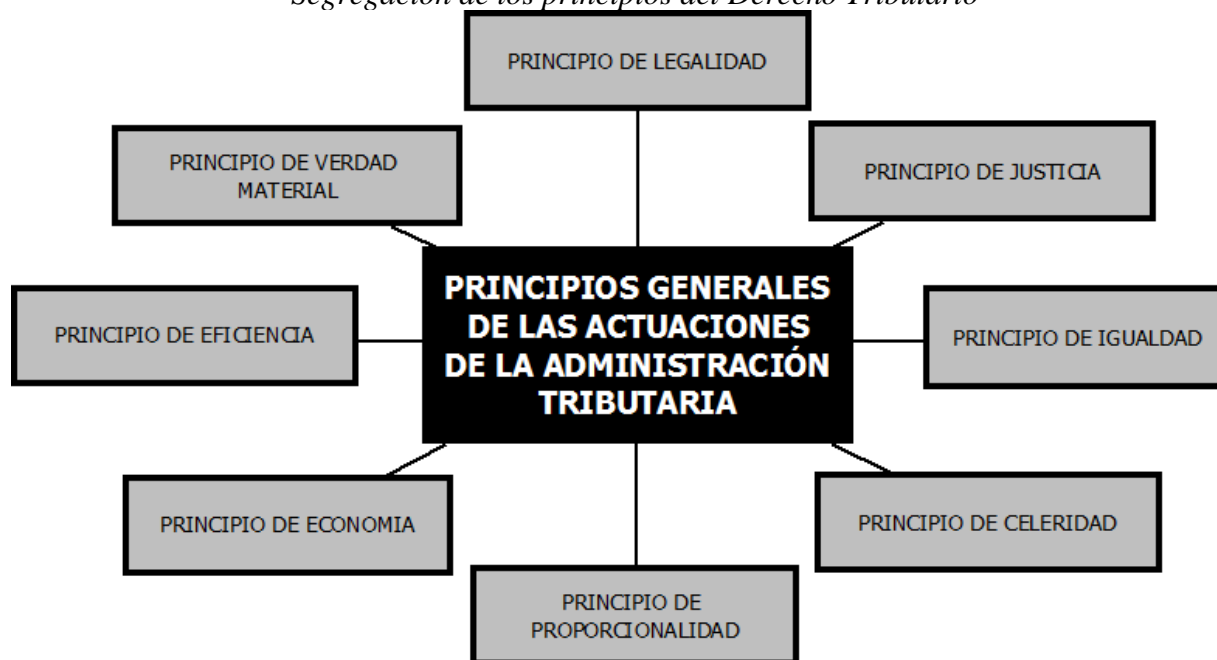 Segregación de los principios del Derecho Tributario
PRINCIPIO DE LEGALIDAD
PRINCIPIO DE VERDAD
MATERIAL
PRINCIPIO DE JUSTICIA
PRINCIPIOS GENERALES
DE LAS ACTUACIONES
DE LA ADMINISTRACIÓN
TRIBUTARIA
PRINCIPIO DE EFICIENCIA
PRINCIPIO DE IGUALDAD
PRINCIPIO DE ECONOMIA
PRINCIPIO DE CELERIDAD
PRINCIPIO DE
PROPORCIONALIDAD